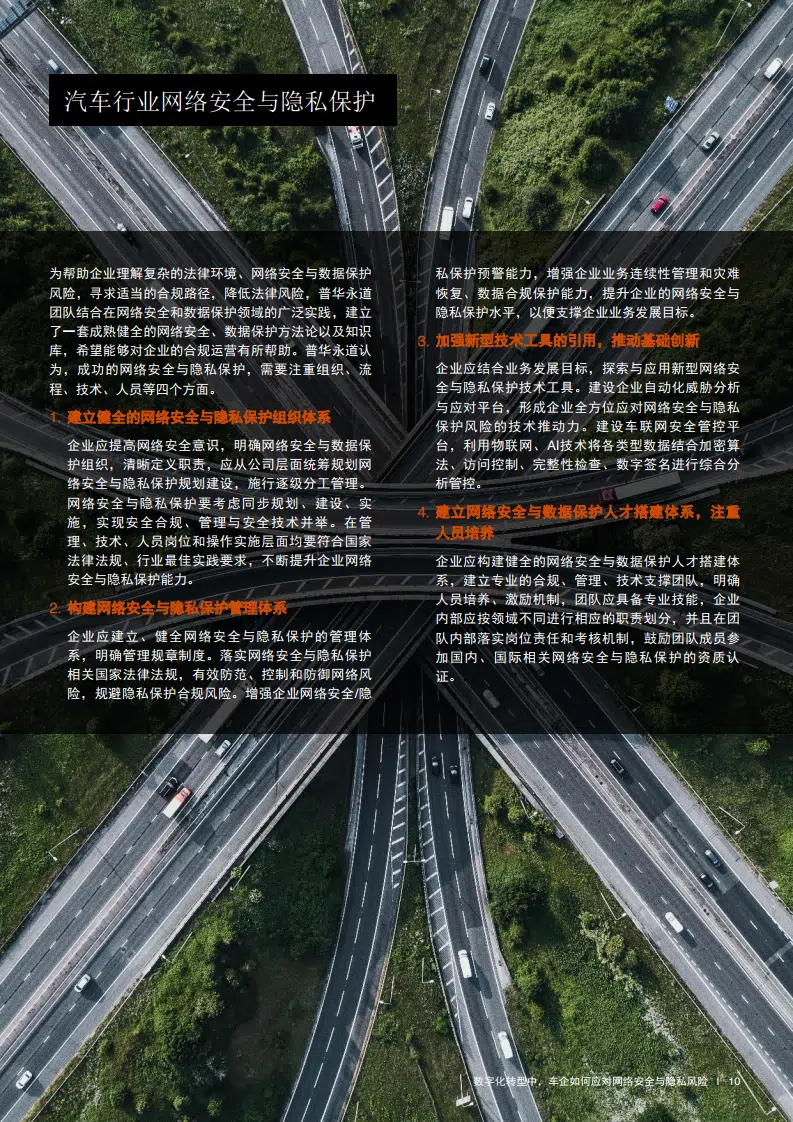 汽车行业网络安全与隐私保护
为帮助企业理解复杂的法律环境、网络安全与数据保护
风险，寻求适当的合规路径，降低法律风险，普华永道
团队结合在网络安全和数据保护领域的广泛实践，建立
了一套成熟健全的网络安全、数据保护方法论以及知识
库，希望能够对企业的合规运营有所帮助。普华永道认
为，成功的网络安全与隐私保护，需要注重组织、流
程、技术、人员等四个方面。
1. 建立健全的网络安全与隐私保护组织体系
企业应提高网络安全意识，明确网络安全与数据保
护组织，清晰定义职责，应从公司层面统筹规划网
络安全与隐私保护规划建设，施行逐级分工管理。
网络安全与隐私保护要考虑同步规划、建设、实
施，实现安全合规、管理与安全技术并举。在管
理、技术、人员岗位和操作实施层面均要符合国家
法律法规、行业最佳实践要求，不断提升企业网络
安全与隐私保护能力。
2. 构建网络安全与隐私保护管理体系
企业应建立、健全网络安全与隐私保护的管理体
系，明确管理规章制度。落实网络安全与隐私保护
相关国家法律法规，有效防范、控制和防御网络风
险，规避隐私保护合规风险。增强企业网络安全/隐
私保护预警能力，增强企业业务连续性管理和灾难
恢复、数据合规保护能力，提升企业的网络安全与
隐私保护水平，以便支撑企业业务发展目标。
3. 加强新型技术工具的引用，推动基础创新
企业应结合业务发展目标，探索与应用新型网络安
全与隐私保护技术工具。建设企业自动化威胁分析
与应对平台，形成企业全方位应对网络安全与隐私
保护风险的技术推动力。建设车联网安全管控平
台，利用物联网、AI技术将各类型数据结合加密算
法、访问控制、完整性检查、数字签名进行综合分
析管控。
4. 建立网络安全与数据保护人才搭建体系，注重
人员培养
企业应构建健全的网络安全与数据保护人才搭建体
系，建立专业的合规、管理、技术支撑团队，明确
人员培养、激励机制，团队应具备专业技能，企业
内部应按领域不同进行相应的职责划分，并且在团
队内部落实岗位责任和考核机制，鼓励团队成员参
加国内、国际相关网络安全与隐私保护的资质认
证。
数字化转型中，车企如何应对网络安全与隐私风险 | 10